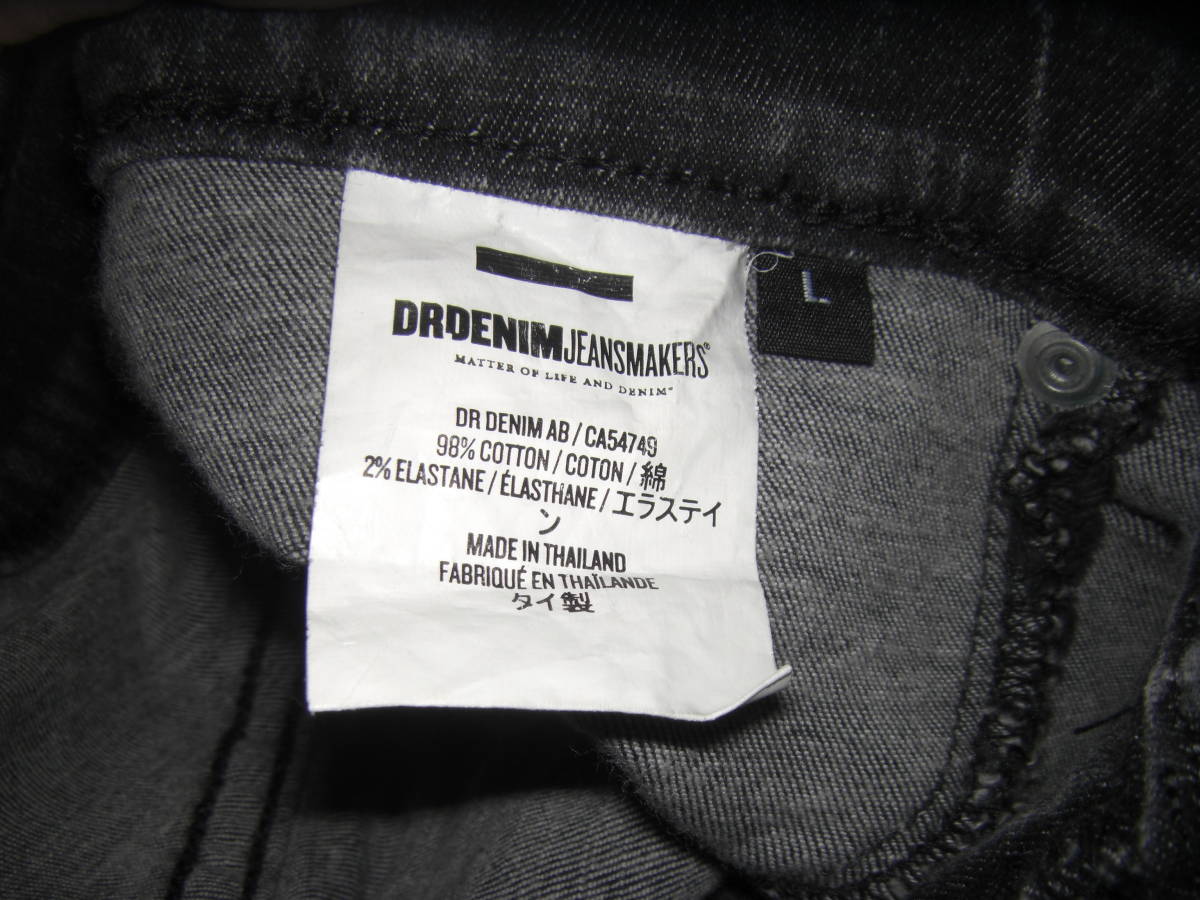 DRDENIMJEANSMAKERS®
MATTER OF LIFE AND DENIM®
DR DENIM AB / CA54749
98% COTTON / COTON / 綿
2% ELASTANE / ÉLASTHANE / エラステイ
ン
MADE IN THAILAND
FABRIQUÉ EN THAÏLANDE
タイ製
L